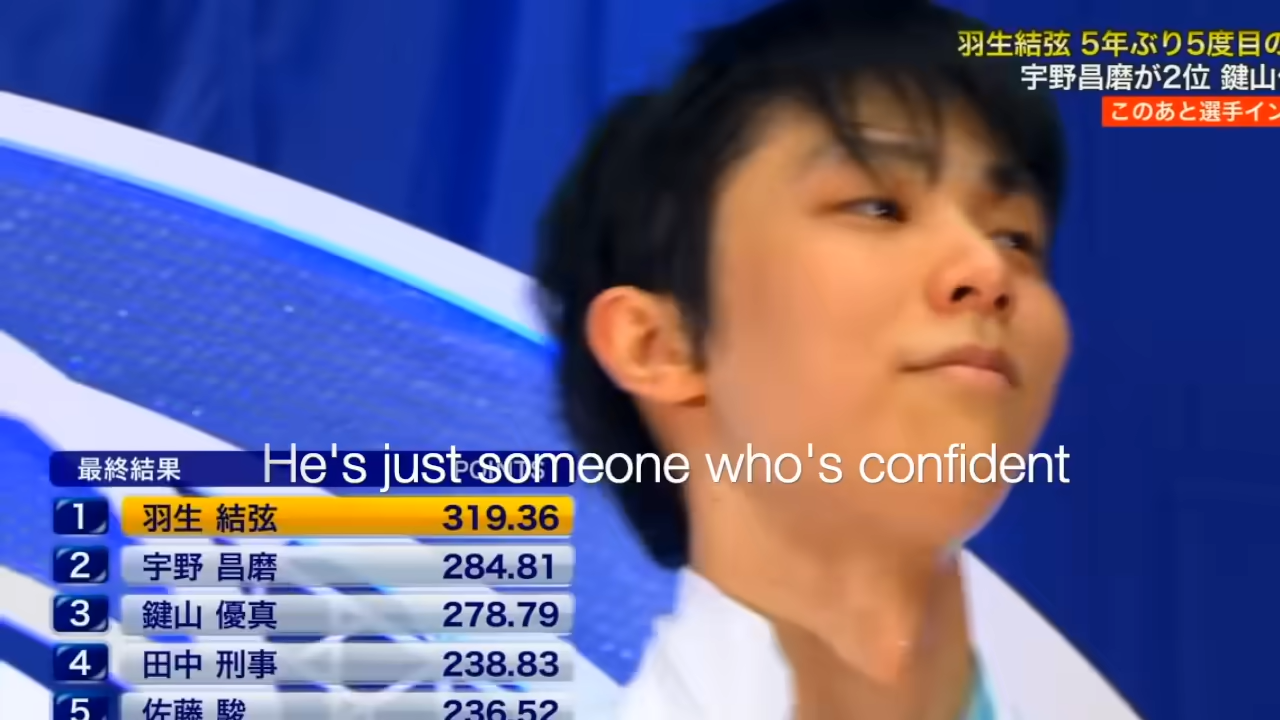 羽生結弦 5年ぶり5度目の
宇野昌磨が2位 鍵山
このあと選手イン
最終結果 POINTS
He's just someone who's confident
1 羽生 結弦 319.36
2 宇野 昌磨 284.81
3 鍵山 優真 278.79
4 田中 刑事 238.83
5 佐藤 駿 236.52